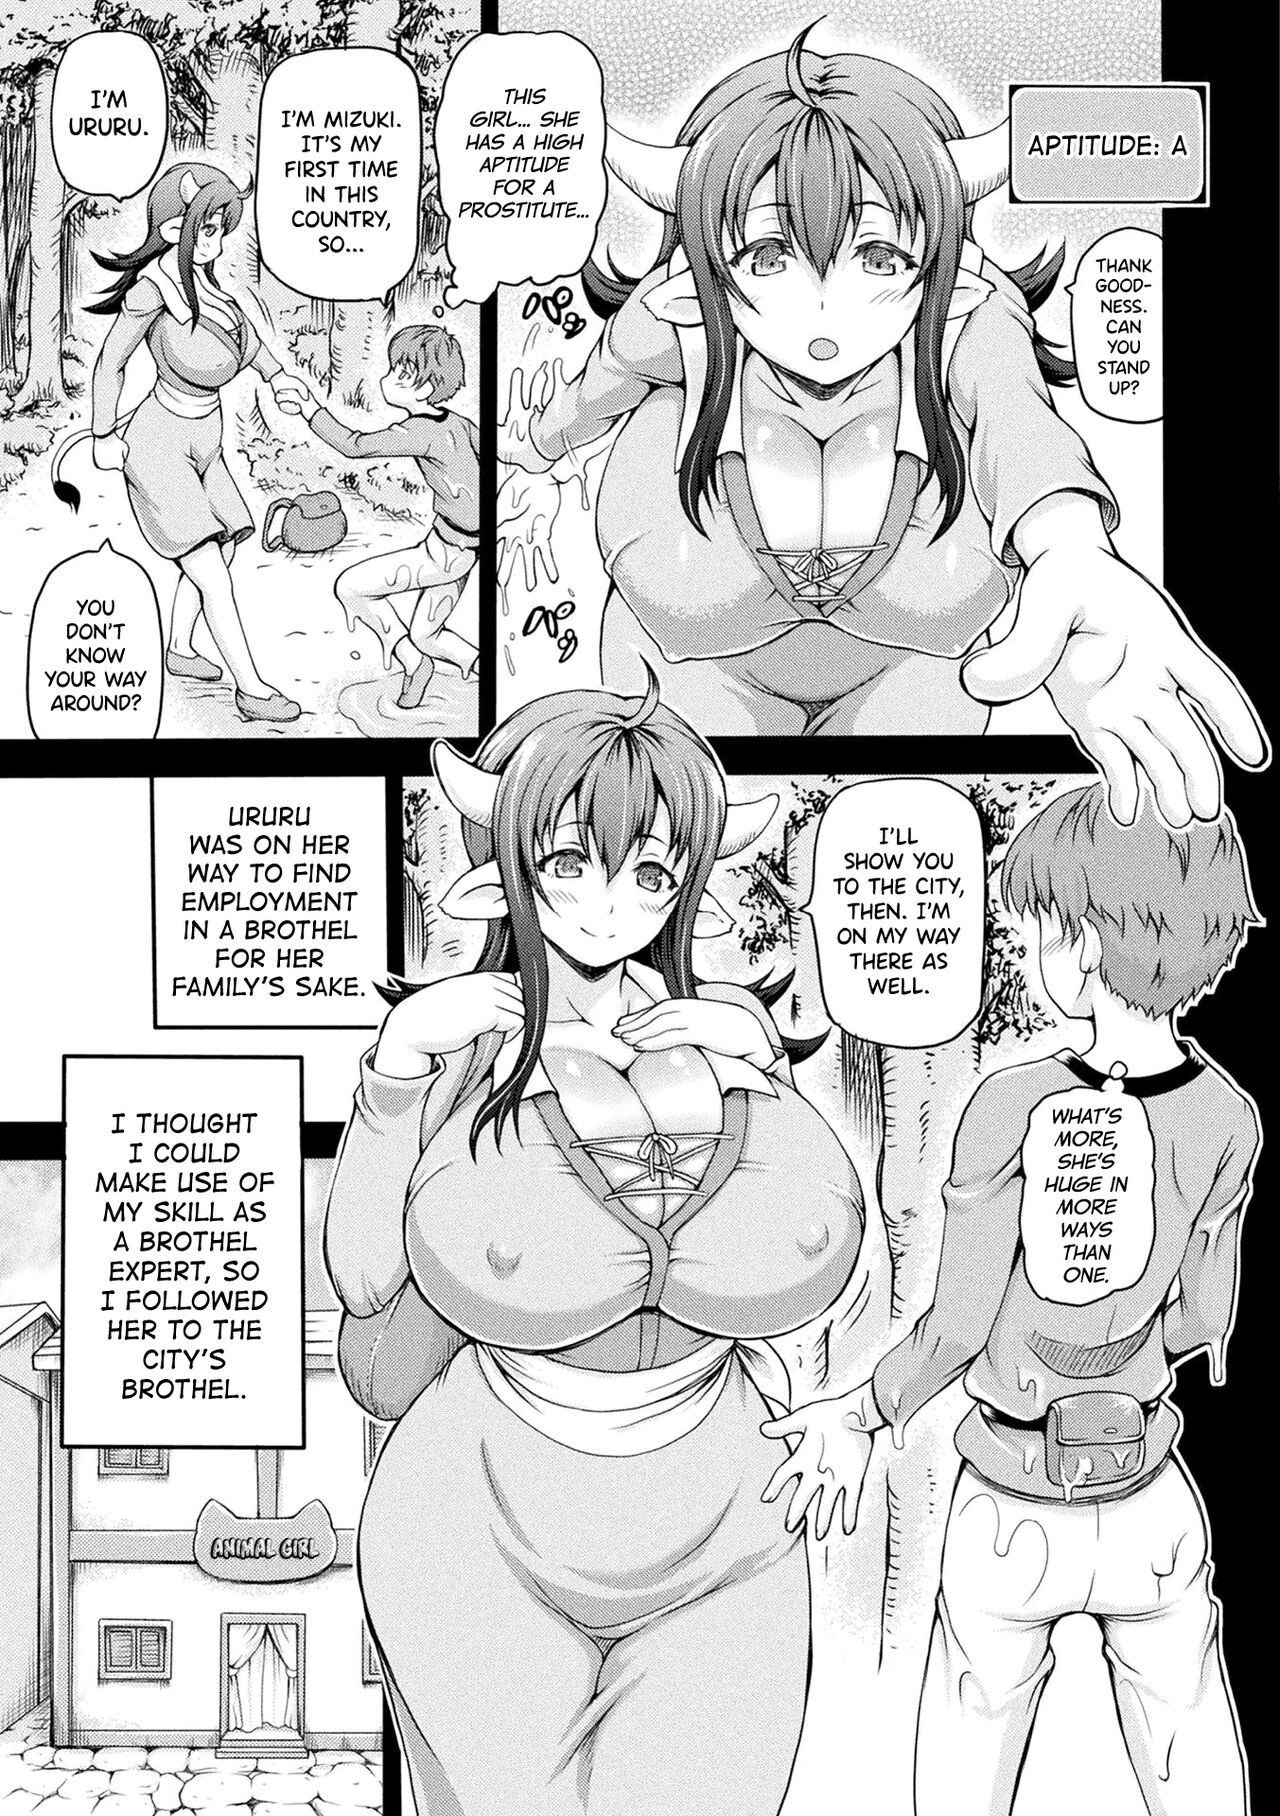 APTITUDE: A
THANK
GOOD-
NESS.
CAN
YOU
STAND
UP?
THIS
GIRL... SHE
HAS A HIGH
APTITUDE
FOR A
PROSTITUTE...
I'M MIZUKI.
IT'S MY
FIRST TIME
IN THIS
COUNTRY,
SO...
I'M
URURU.
YOU
DON'T
KNOW
YOUR WAY
AROUND?
I'LL
SHOW YOU
TO THE CITY,
THEN. I'M
ON MY WAY
THERE AS
WELL.
WHAT'S
MORE,
SHE'S
HUGE IN
MORE
WAYS
THAN
ONE.
URURU
WAS ON HER
WAY TO FIND
EMPLOYMENT
IN A BROTHEL
FOR HER
FAMILY'S SAKE.
I THOUGHT
I COULD
MAKE USE OF
MY SKILL AS
A BROTHEL
EXPERT, SO
I FOLLOWED
HER TO THE
CITY'S
BROTHEL.
ANIMAL GIRL